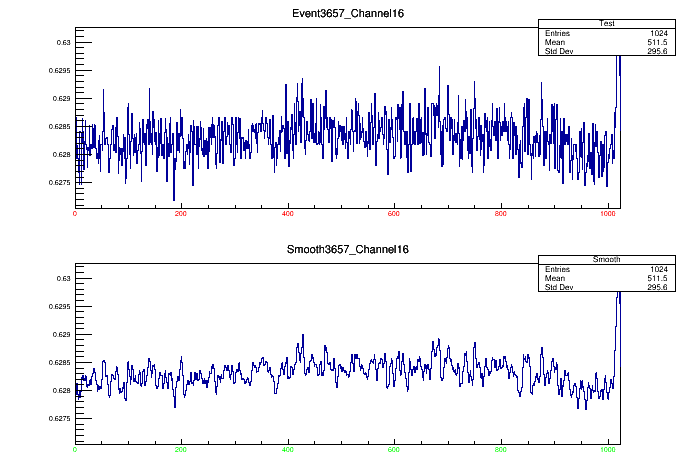 Event3657_Channel16
Test
Entries 1024
Mean 511.5
Std Dev 295.6
0.63
0.6295
0.629
0.6285
0.628
0.6275
0 200 400 600 800 1000
Smooth3657_Channel16
Smooth
Entries 1024
Mean 511.5
Std Dev 295.6
0.63
0.6295
0.629
0.6285
0.628
0.6275
0 200 400 600 800 1000